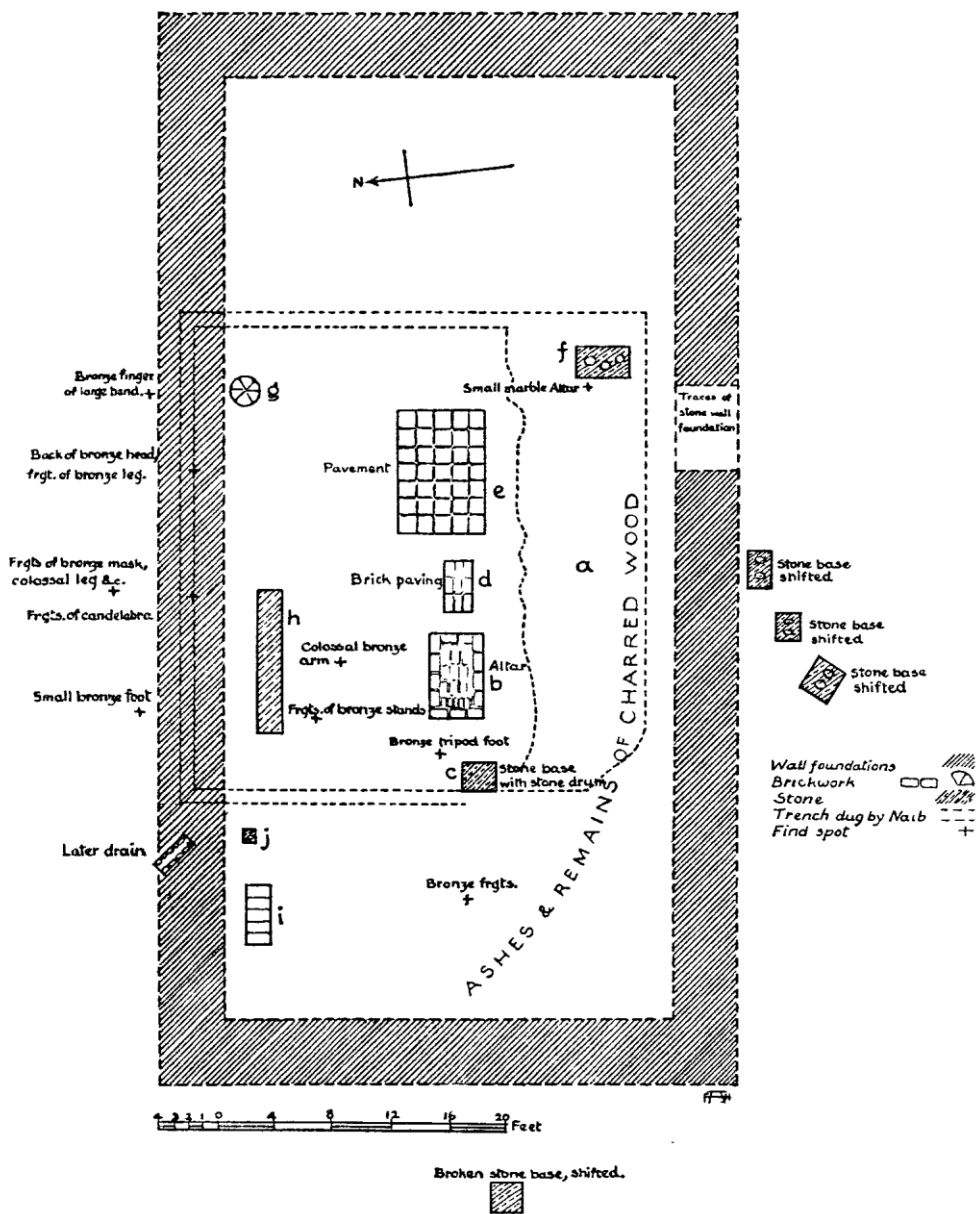 N
Bronze finger
of large hand.
g
f
Small marble Altar
Traces of
stone wall
foundation
Back of bronze head,
frgt. of bronze leg.
Pavement
e
Frgts of bronze mask,
colossal leg &c.
Frgts. of candelabra
Brick paving
d
a
h
Colossal bronze
arm
Altar
b
Small bronze foot
Frgts. of bronze stands
Bronze tripod foot
c
Stone base
with stone drum
ASHES & REMAINS OF CHARRED WOOD
Stone base
shifted
Stone base
shifted
Stone base
shifted
Wall foundations
Brickwork
Stone
Trench dug by Naib
Find spot
Later drain
j
Bronze frgts.
i
4 3 2 1 0 4 8 12 16 20
Feet
Broken stone base, shifted.